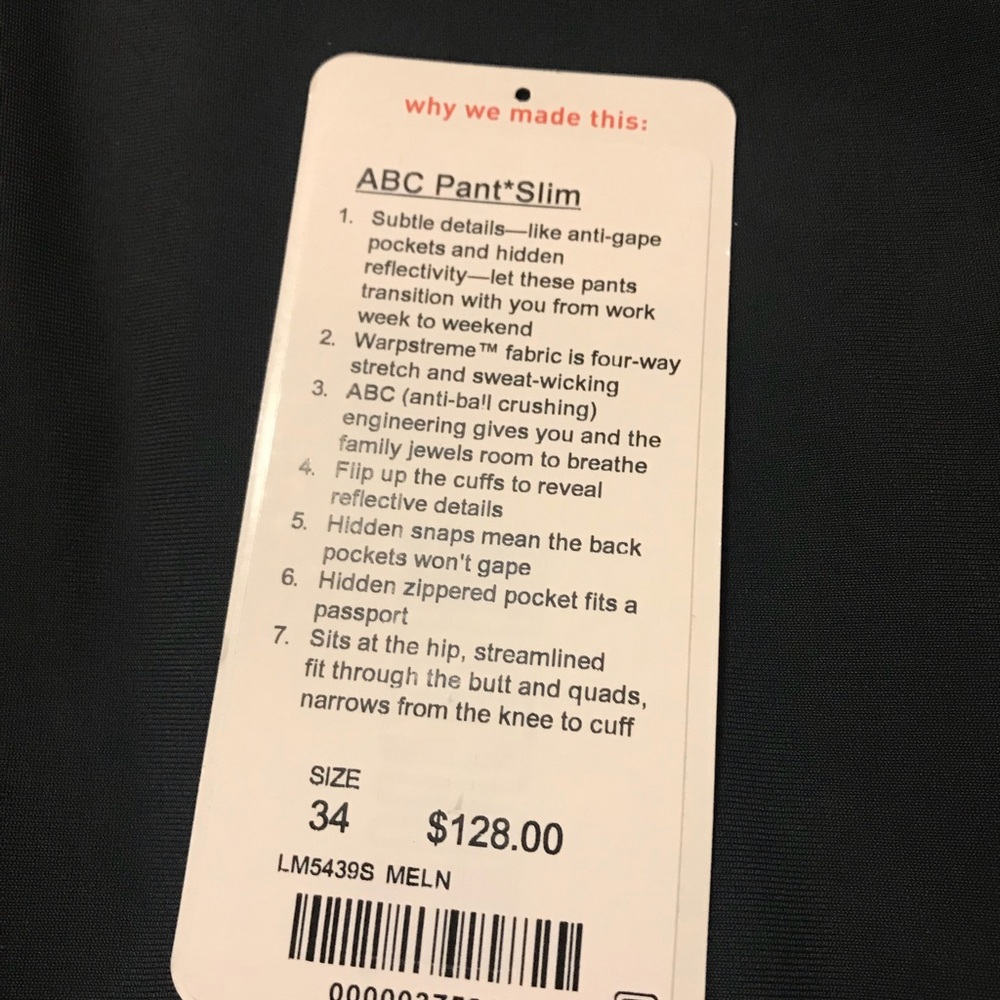 why we made this:
ABC Pant*Slim
1. Subtle details—like anti-gape
pockets and hidden
reflectivity—let these pants
transition with you from work
week to weekend
2. Warpstreme™ fabric is four-way
stretch and sweat-wicking
3. ABC (anti-ball crushing)
engineering gives you and the
family jewels room to breathe
4. Flip up the cuffs to reveal
reflective details
5. Hidden snaps mean the back
pockets won't gape
6. Hidden zippered pocket fits a
passport
7. Sits at the hip, streamlined
fit through the butt and quads,
narrows from the knee to cuff
SIZE
34 $128.00
LM5439S MELN